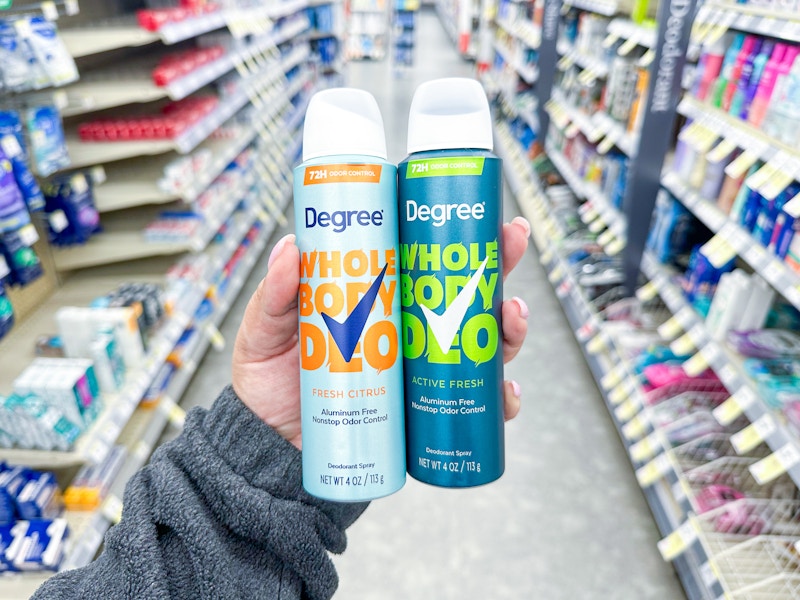 72H ODOR CONTROL
Degree
WHOLE
BODY
DEO
FRESH CITRUS
Aluminum Free
Nonstop Odor Control
Deodorant Spray
NET WT 4 OZ / 113 g
72H ODOR CONTROL
Degree
WHOLE
BODY
DEO
ACTIVE FRESH
Aluminum Free
Nonstop Odor Control
Deodorant Spray
NET WT 4 OZ / 113 g
Deodorant